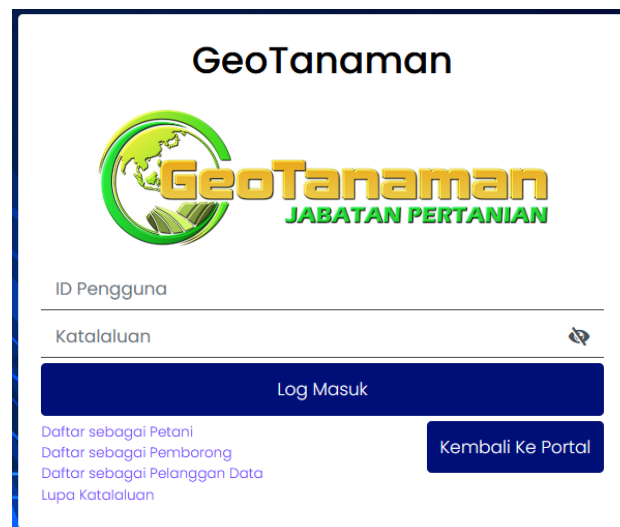 GeoTanaman
GeoTanaman
JABATAN PERTANIAN
ID Pengguna
Katalaluan
Log Masuk
Daftar sebagai Petani
Daftar sebagai Pemborong
Daftar sebagai Pelanggan Data
Lupa Katalaluan
Kembali Ke Portal